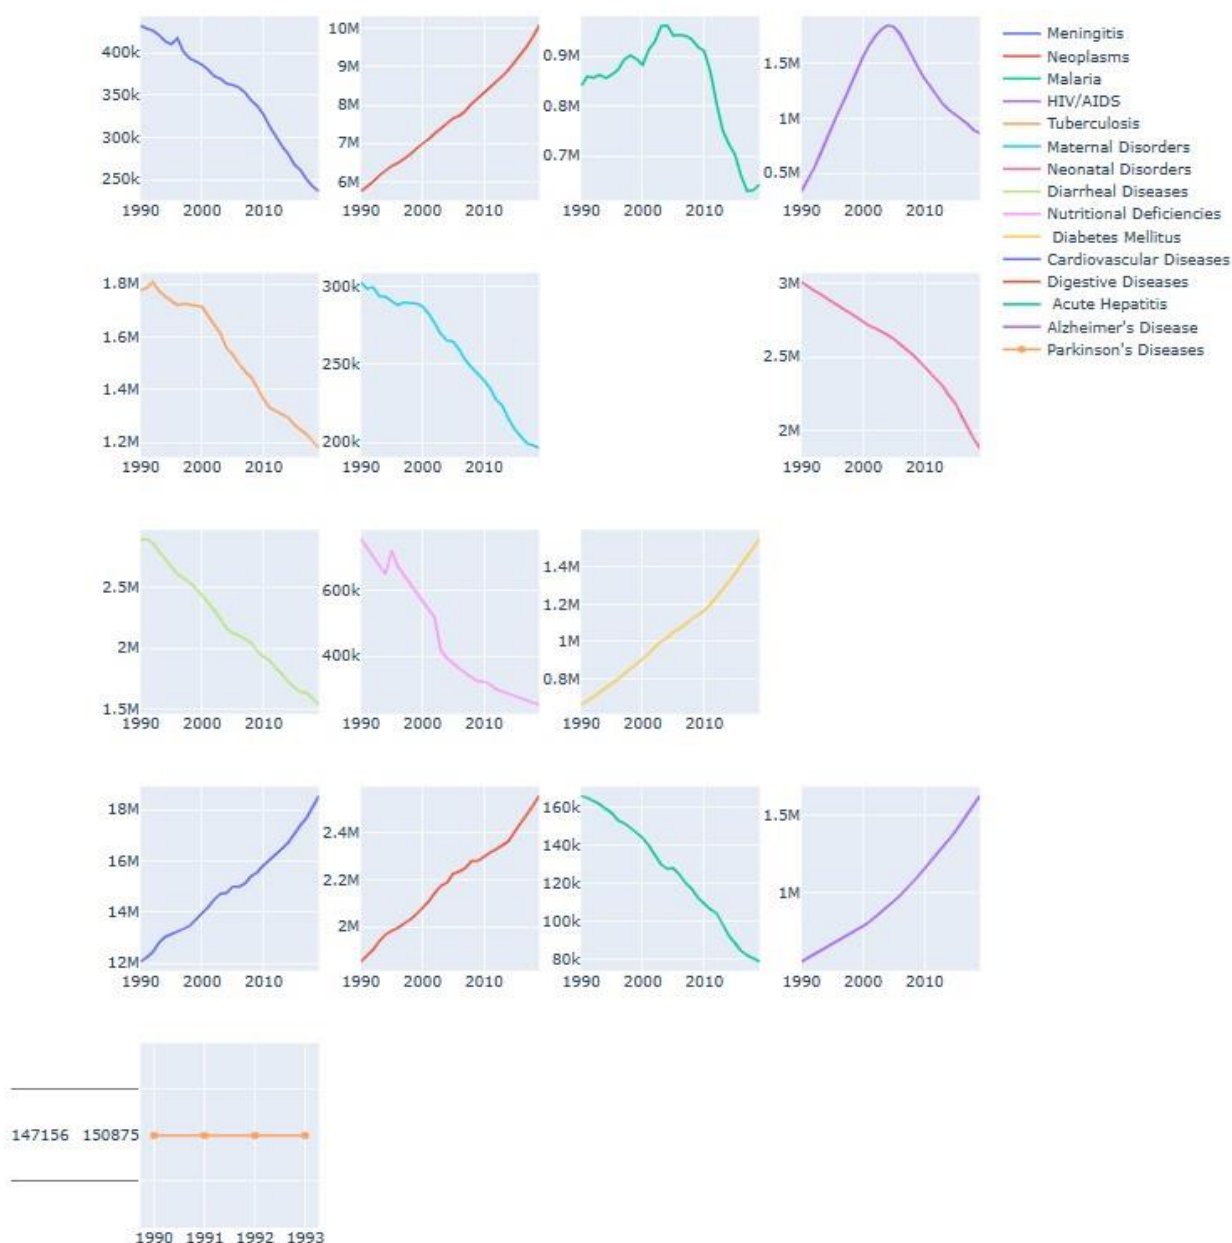 400k
350k
300k
250k
1990 2000 2010
10M
9M
8M
7M
6M
1990 2000 2010
0.9M
0.8M
0.7M
1990 2000 2010
1.5M
1M
0.5M
1990 2000 2010
Meningitis
Neoplasms
Malaria
HIV/AIDS
Tuberculosis
Maternal Disorders
Neonatal Disorders
Diarrheal Diseases
Nutritional Deficiencies
Diabetes Mellitus
Cardiovascular Diseases
Digestive Diseases
Acute Hepatitis
Alzheimer's Disease
Parkinson's Diseases
1.8M
1.6M
1.4M
1.2M
1990 2000 2010
300k
250k
200k
1990 2000 2010
3M
2.5M
2M
1990 2000 2010
2.5M
2M
1.5M
1990 2000 2010
600k
400k
1990 2000 2010
1.4M
1.2M
1M
0.8M
1990 2000 2010
18M
16M
14M
12M
1990 2000 2010
2.4M
2.2M
2M
1990 2000 2010
160k
140k
120k
100k
80k
1990 2000 2010
1.5M
1M
1990 2000 2010
147156 150875
1990 1991 1992 1993